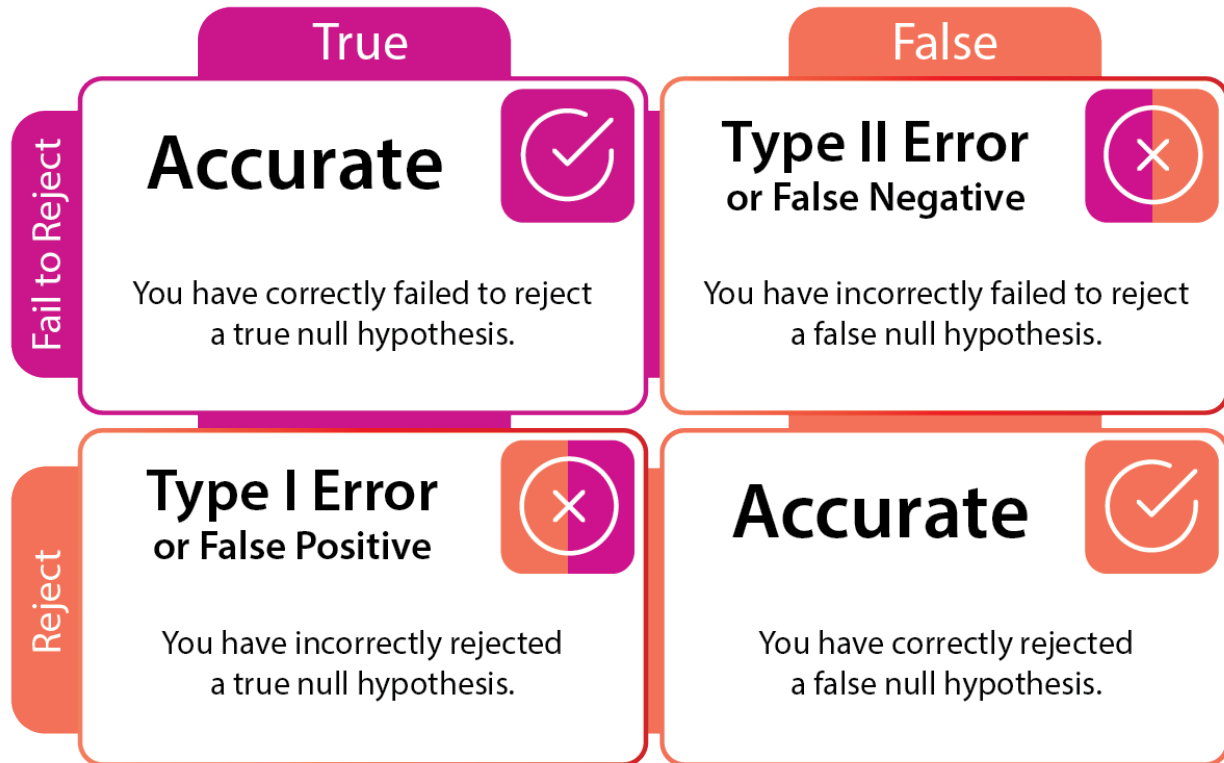 True
False
Fail to Reject
Accurate
You have correctly failed to reject
a true null hypothesis.
Type II Error
or False Negative
You have incorrectly failed to reject
a false null hypothesis.
Reject
Type I Error
or False Positive
You have incorrectly rejected
a true null hypothesis.
Accurate
You have correctly rejected
a false null hypothesis.